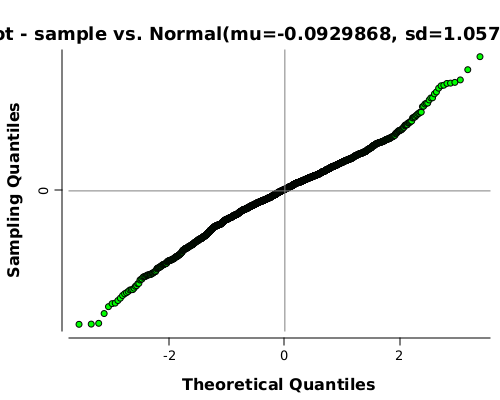 ot - sample vs. Normal(mu=-0.0929868, sd=1.057
Sampling Quantiles
0
-2 0 2
Theoretical Quantiles